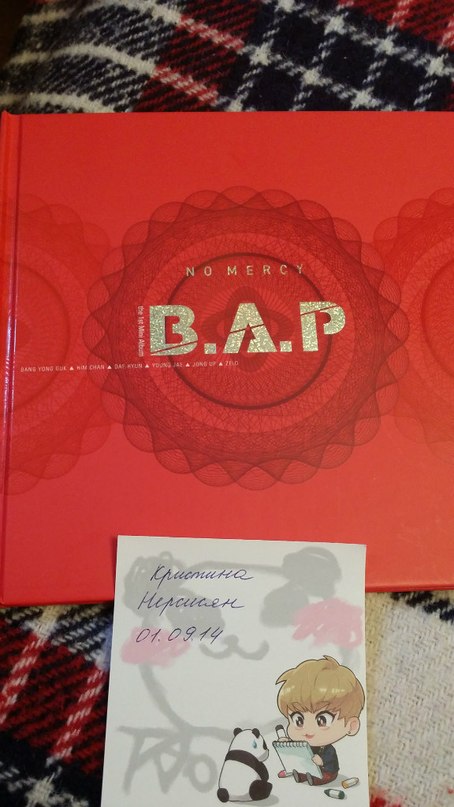 NO MERCY
the 1st Mini Album
B.A.P
BANG YONG GUK ▲ HIM CHAN ▲ DAE HYUN ▲ YOUNG JAE ▲ JONG UP ▲ ZELO
Кристина
Нерсисян
01.09.14